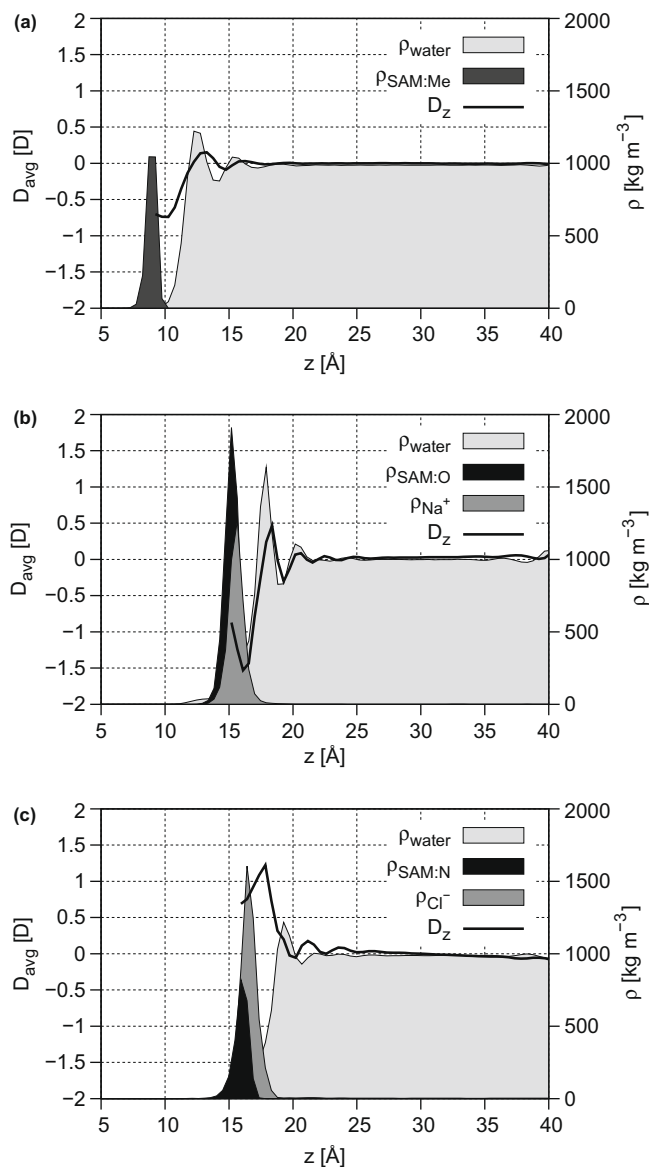 (a)
2
1.5
1
0.5
0
−0.5
−1
−1.5
−2
D_avg [D]
2000
1500
1000
500
0
ρ [kg m⁻³]
ρ_water
ρ_SAM:Me
D_z
5 10 15 20 25 30 35 40
z [Å]
(b)
2
1.5
1
0.5
0
−0.5
−1
−1.5
−2
D_avg [D]
2000
1500
1000
500
0
ρ [kg m⁻³]
ρ_water
ρ_SAM:O
ρ_Na⁺
D_z
5 10 15 20 25 30 35 40
z [Å]
(c)
2
1.5
1
0.5
0
−0.5
−1
−1.5
−2
D_avg [D]
2000
1500
1000
500
0
ρ [kg m⁻³]
ρ_water
ρ_SAM:N
ρ_Cl⁻
D_z
5 10 15 20 25 30 35 40
z [Å]